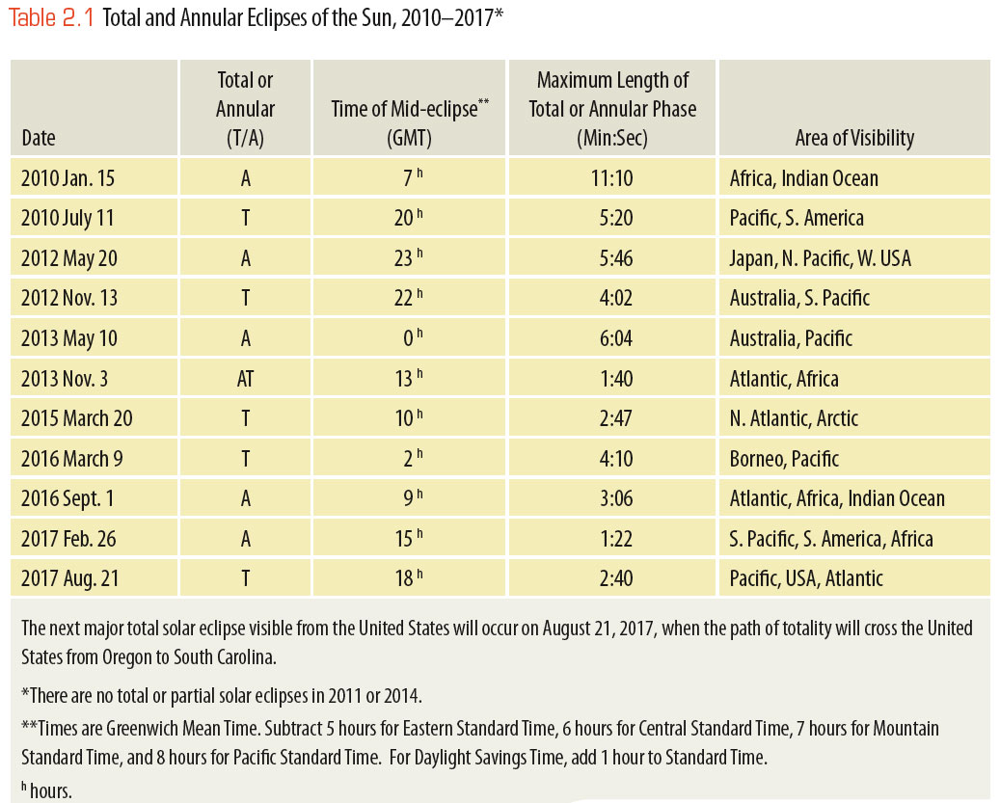 Table 2.1 Total and Annular Eclipses of the Sun, 2010–2017*
Date Total or Annular (T/A) Time of Mid-eclipse** (GMT) Maximum Length of Total or Annular Phase (Min:Sec) Area of Visibility
2010 Jan. 15 A 7 h 11:10 Africa, Indian Ocean
2010 July 11 T 20 h 5:20 Pacific, S. America
2012 May 20 A 23 h 5:46 Japan, N. Pacific, W. USA
2012 Nov. 13 T 22 h 4:02 Australia, S. Pacific
2013 May 10 A 0 h 6:04 Australia, Pacific
2013 Nov. 3 AT 13 h 1:40 Atlantic, Africa
2015 March 20 T 10 h 2:47 N. Atlantic, Arctic
2016 March 9 T 2 h 4:10 Borneo, Pacific
2016 Sept. 1 A 9 h 3:06 Atlantic, Africa, Indian Ocean
2017 Feb. 26 A 15 h 1:22 S. Pacific, S. America, Africa
2017 Aug. 21 T 18 h 2:40 Pacific, USA, Atlantic
The next major total solar eclipse visible from the United States will occur on August 21, 2017, when the path of totality will cross the United
States from Oregon to South Carolina.
*There are no total or partial solar eclipses in 2011 or 2014.
**Times are Greenwich Mean Time. Subtract 5 hours for Eastern Standard Time, 6 hours for Central Standard Time, 7 hours for Mountain
Standard Time, and 8 hours for Pacific Standard Time. For Daylight Savings Time, add 1 hour to Standard Time.
h hours.